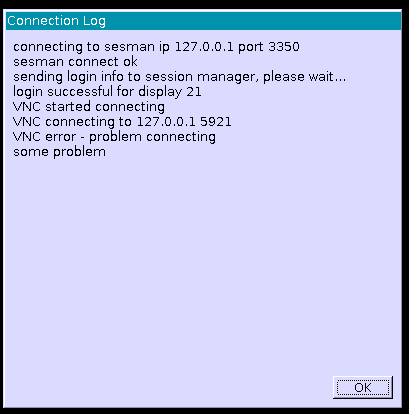 Connection Log
connecting to sesman ip 127.0.0.1 port 3350
sesman connect ok
sending login info to session manager, please wait...
login successful for display 21
VNC started connecting
VNC connecting to 127.0.0.1 5921
VNC error - problem connecting
some problem
OK